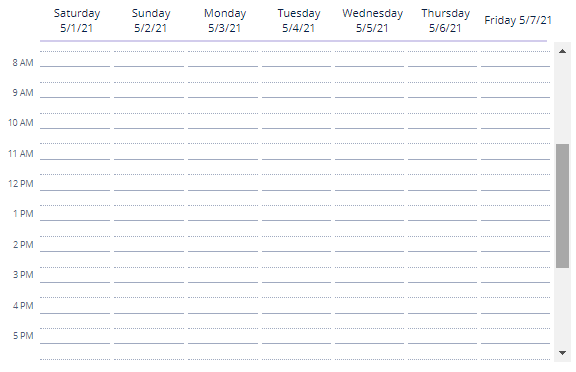 Saturday Sunday Monday Tuesday Wednesday Thursday Friday 5/7/21
5/1/21 5/2/21 5/3/21 5/4/21 5/5/21 5/6/21
8 AM
9 AM
10 AM
11 AM
12 PM
1 PM
2 PM
3 PM
4 PM
5 PM